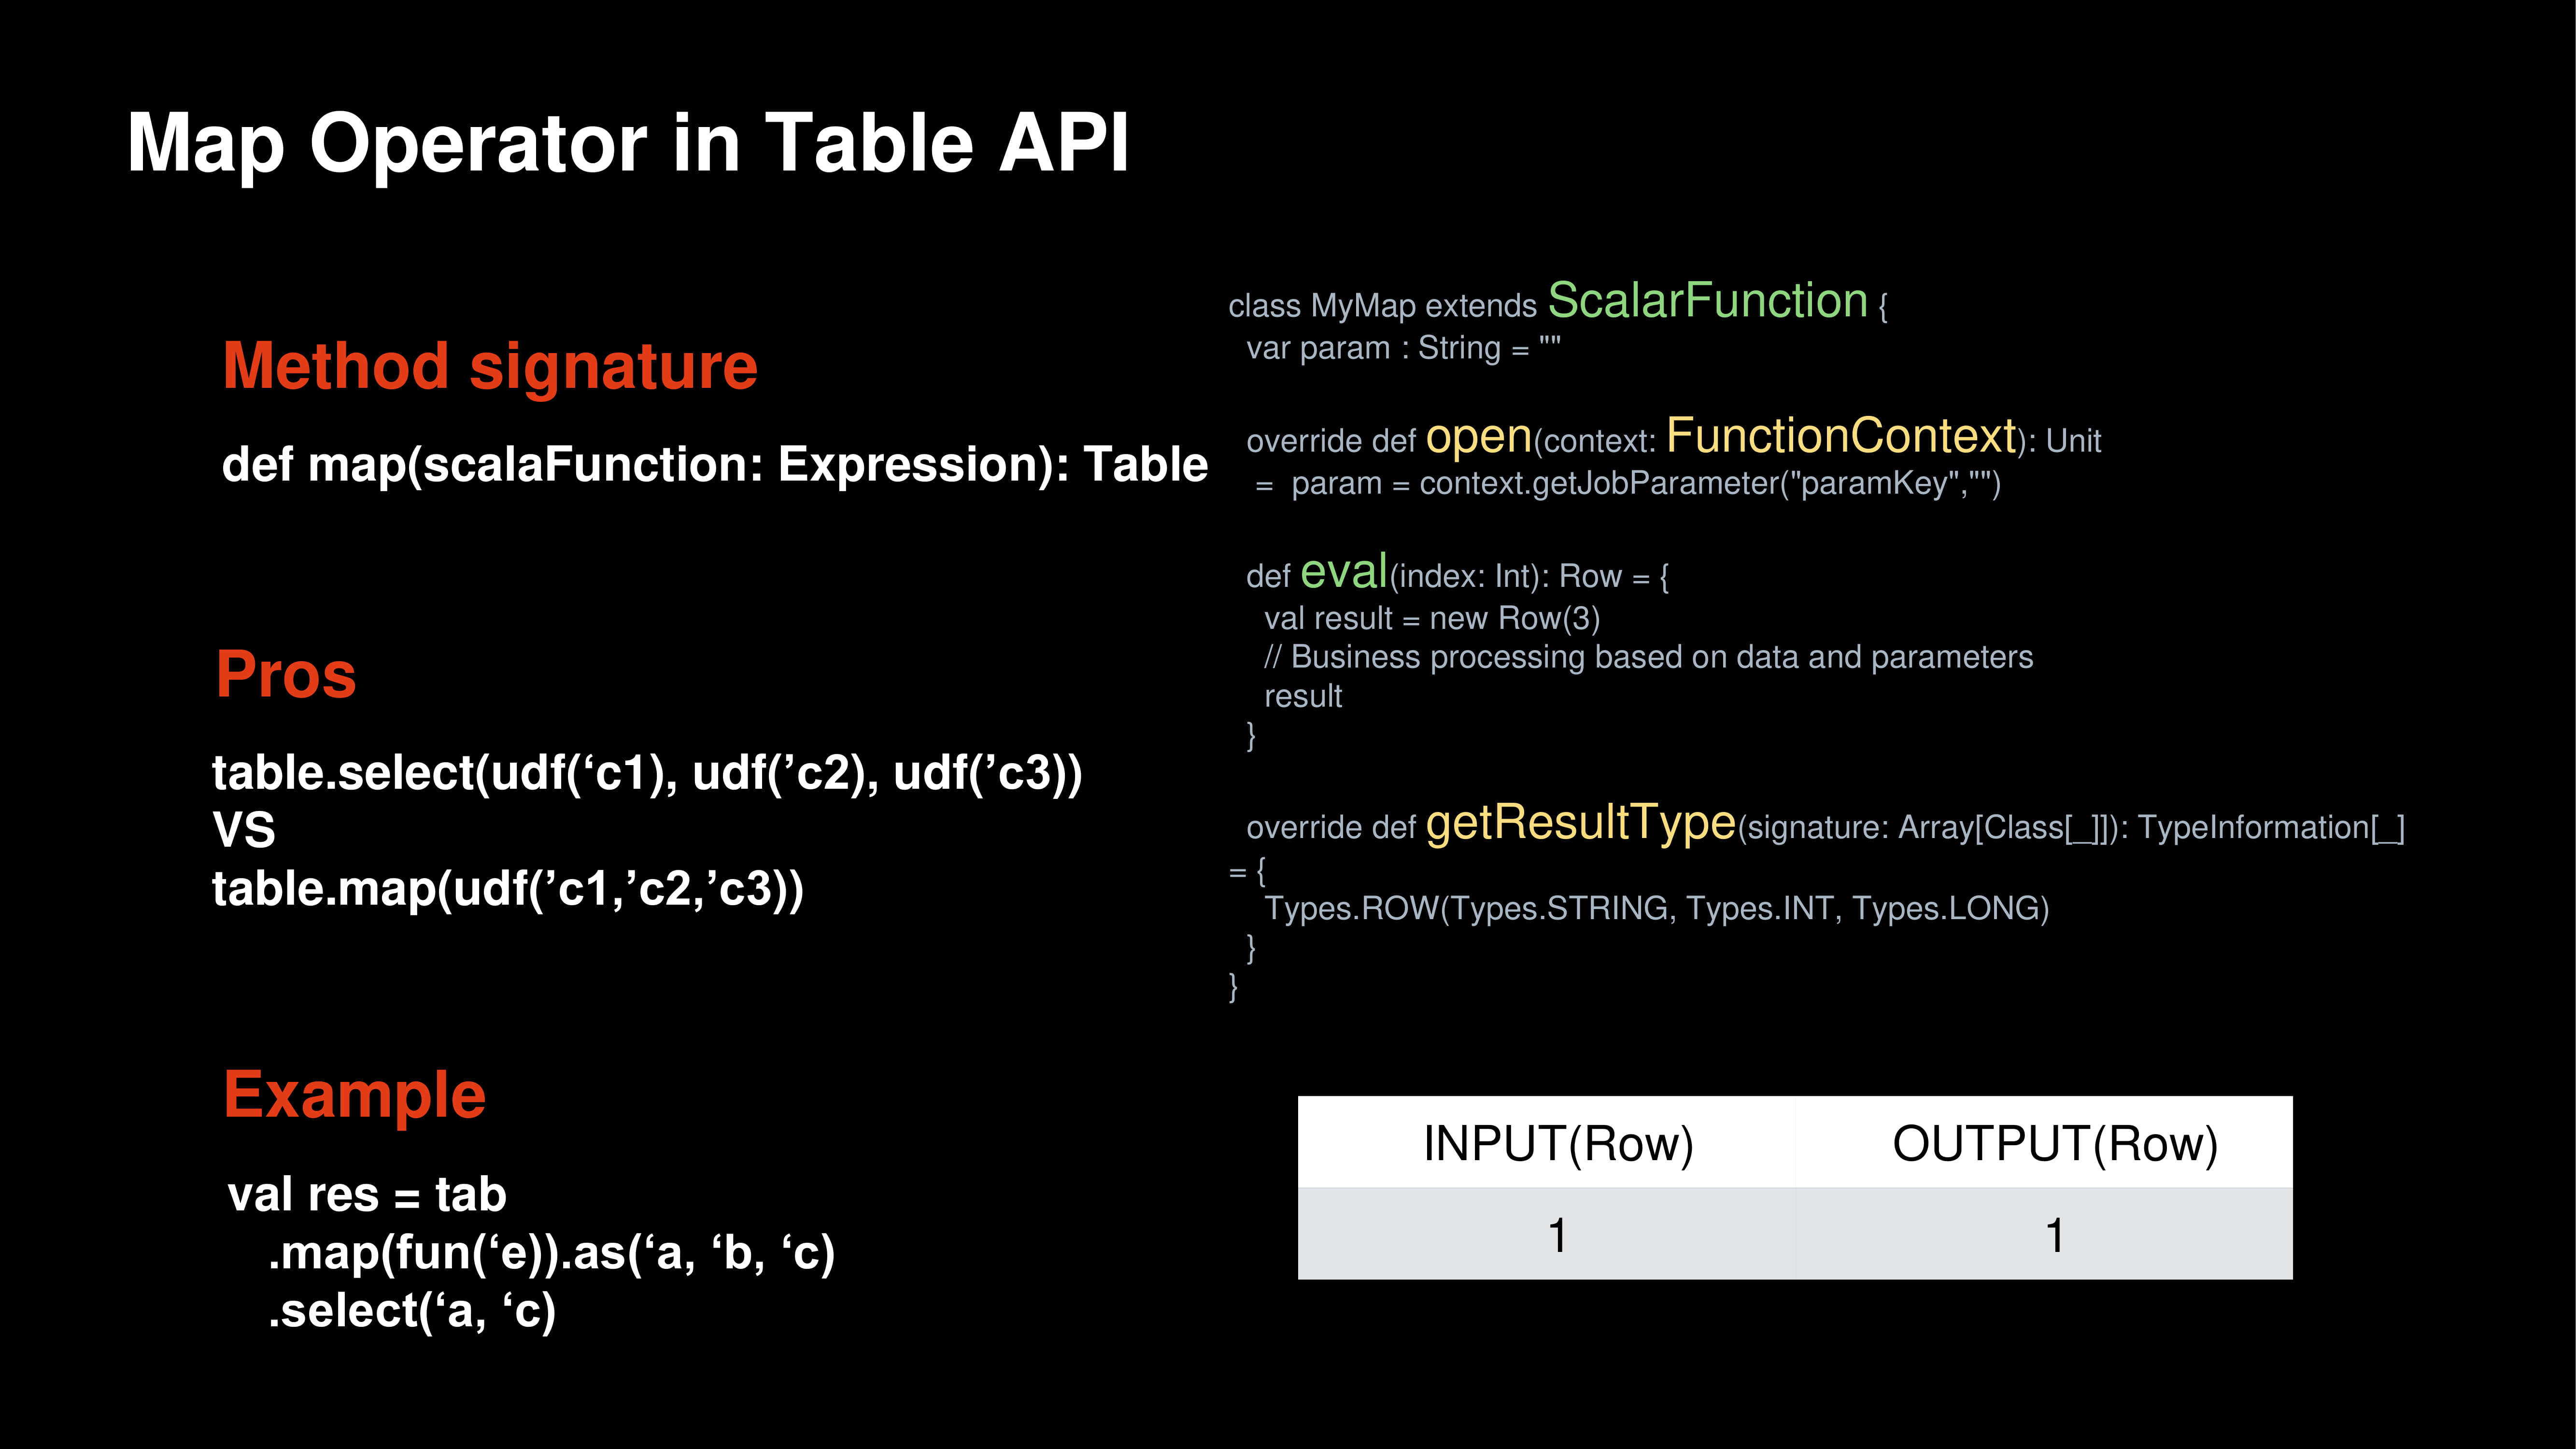 Map Operator in Table API
Method signature
def map(scalaFunction: Expression): Table
Pros
table.select(udf(‘c1), udf(’c2), udf(’c3))
VS
table.map(udf(’c1,’c2,’c3))
Example
val res = tab
.map(fun(‘e)).as(‘a, ‘b, ‘c)
.select(‘a, ‘c)
class MyMap extends ScalarFunction {
var param : String = ""
override def open(context: FunctionContext): Unit
= param = context.getJobParameter("paramKey","")
def eval(index: Int): Row = {
val result = new Row(3)
// Business processing based on data and parameters
result
}
override def getResultType(signature: Array[Class[_]]): TypeInformation[_]
= {
Types.ROW(Types.STRING, Types.INT, Types.LONG)
}
}
INPUT(Row) OUTPUT(Row)
1 1